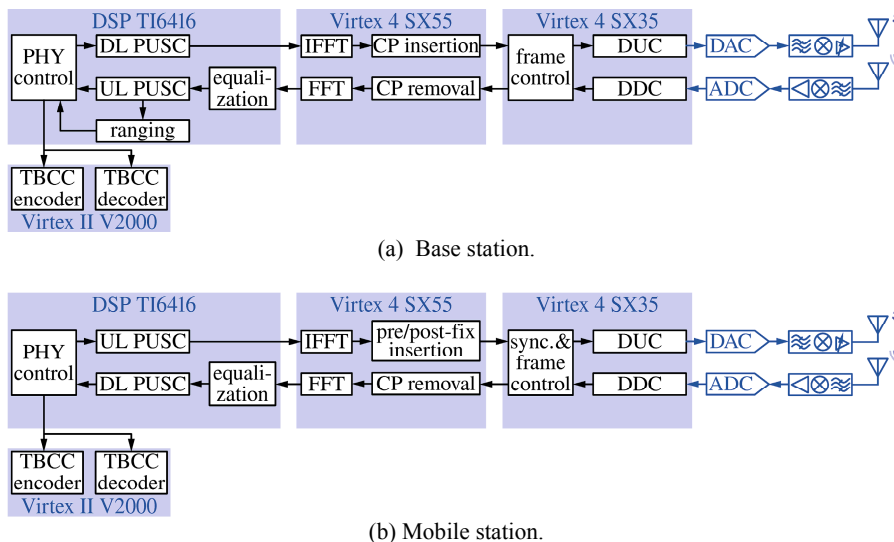 DSP TI6416
Virtex 4 SX55
Virtex 4 SX35
PHY
control
DL PUSC
IFFT
CP insertion
frame
control
DUC
DAC
UL PUSC
equali-
zation
FFT
CP removal
DDC
ADC
ranging
TBCC
encoder
TBCC
decoder
Virtex II V2000
(a) Base station.
DSP TI6416
Virtex 4 SX55
Virtex 4 SX35
PHY
control
UL PUSC
IFFT
pre/post-fix
insertion
sync.&
frame
control
DUC
DAC
DL PUSC
equali-
zation
FFT
CP removal
DDC
ADC
TBCC
encoder
TBCC
decoder
Virtex II V2000
(b) Mobile station.